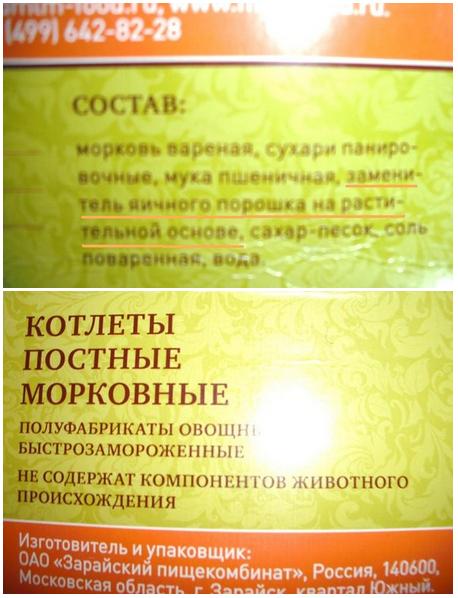 (499) 642-82-28
СОСТАВ:
морковь вареная, сухари паниро-
вочные, мука пшеничная, замени-
тель яичного порошка на расти-
тельной основе, сахар-песок, соль
поваренная, вода
КОТЛЕТЫ
ПОСТНЫЕ
МОРКОВНЫЕ
ПОЛУФАБРИКАТЫ
БЫСТРОЗАМОРОЖЕННЫЕ
НЕ СОДЕРЖАТ КОМПОНЕНТОВ ЖИВОТНОГО
ПРОИСХОЖДЕНИЯ
Изготовитель и упаковщик:
ОАО «Зарайский пищекомбинат», Россия, 140600,
Московская область, г. Зарайск, квартал Южный.